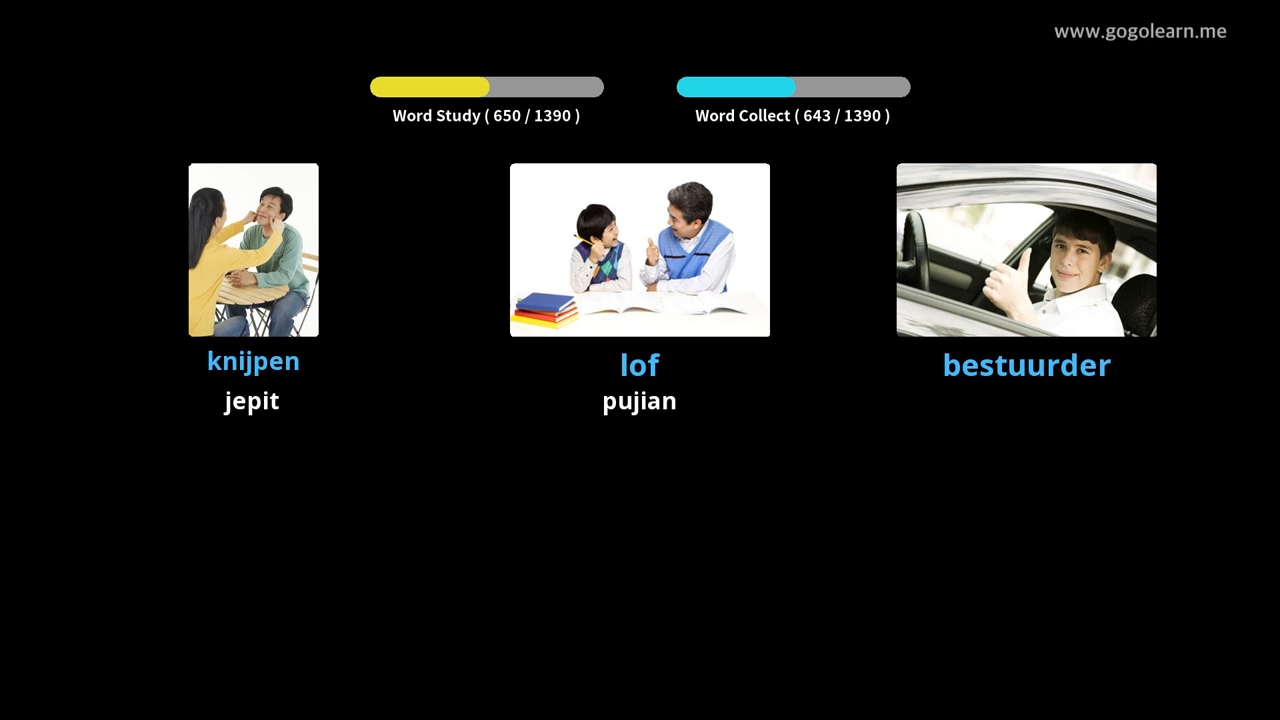 www.gogolearn.me
Word Study ( 650 / 1390 )
Word Collect ( 643 / 1390 )
knijpen
jepit
lof
pujian
bestuurder